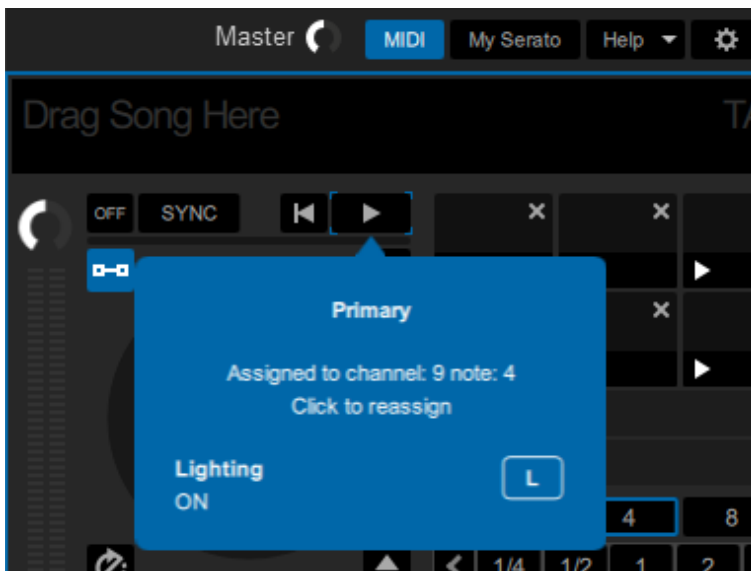 Master MIDI My Serato Help
Drag Song Here
OFF SYNC
Primary
Assigned to channel: 9 note: 4
Click to reassign
Lighting
L
ON
4 8
1/4 1/2 1 2